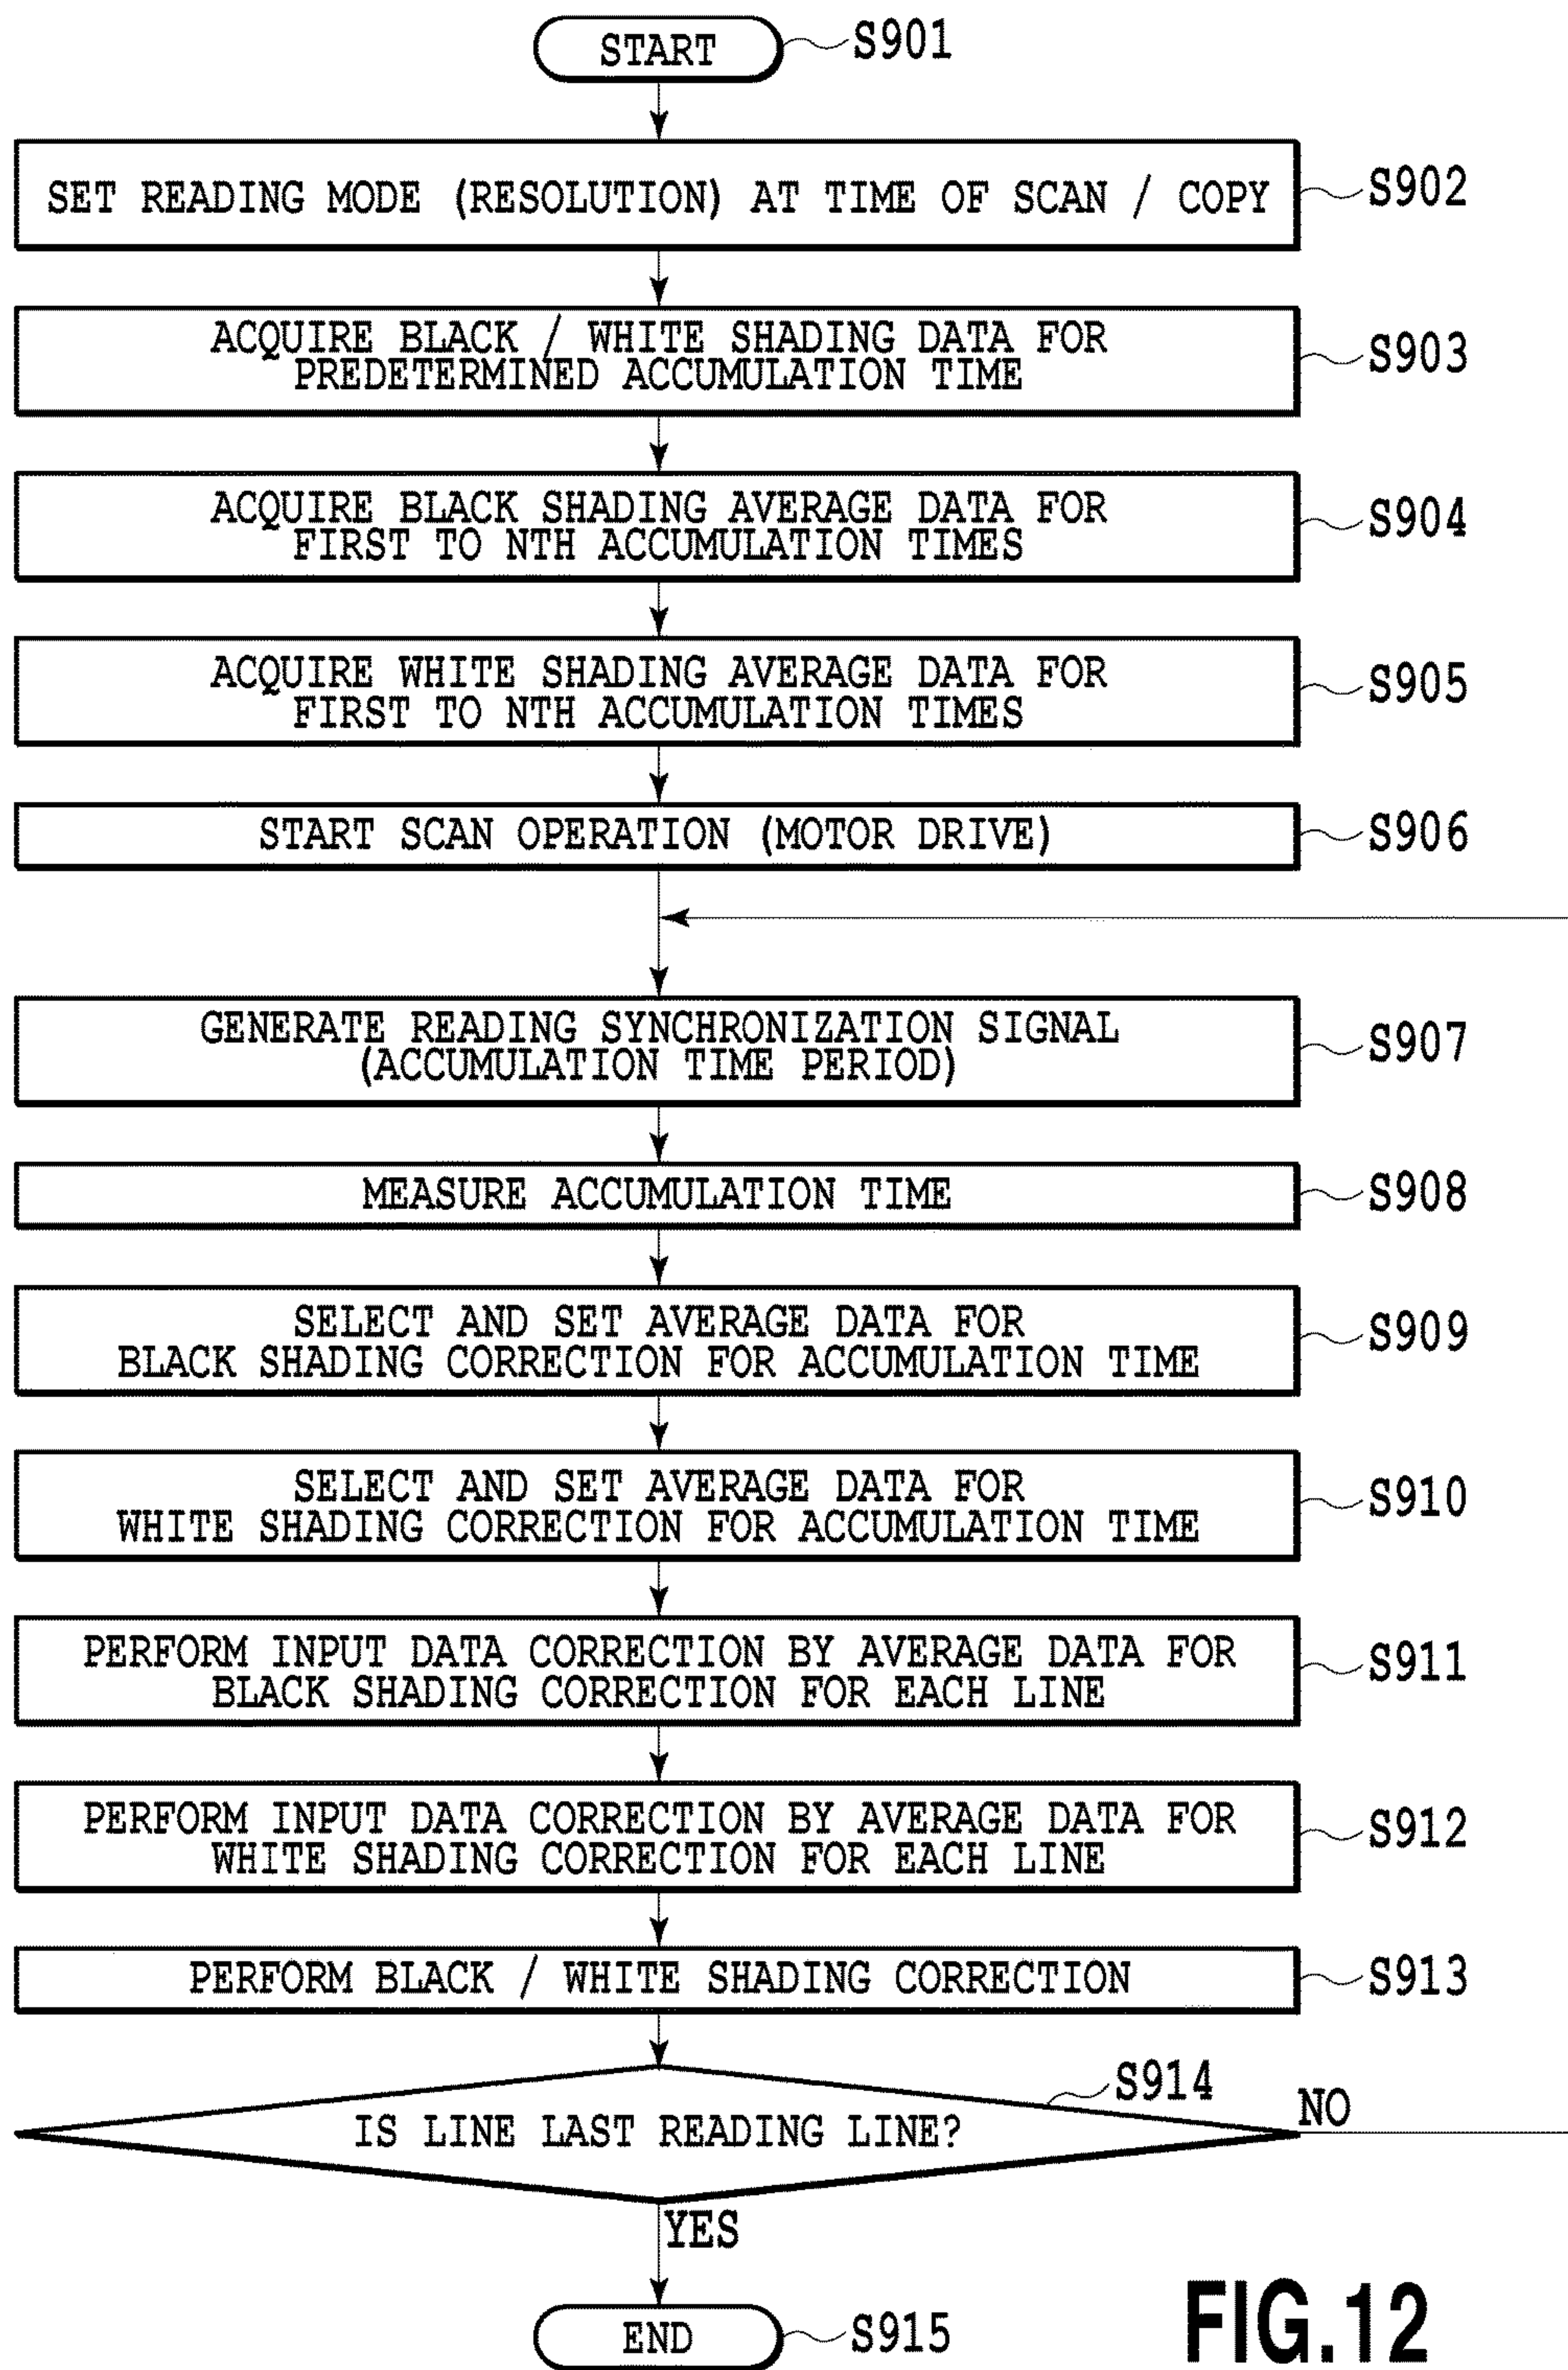 START
S901
SET READING MODE (RESOLUTION) AT TIME OF SCAN / COPY
S902
ACQUIRE BLACK / WHITE SHADING DATA FOR
PREDETERMINED ACCUMULATION TIME
S903
ACQUIRE BLACK SHADING AVERAGE DATA FOR
FIRST TO NTH ACCUMULATION TIMES
S904
ACQUIRE WHITE SHADING AVERAGE DATA FOR
FIRST TO NTH ACCUMULATION TIMES
S905
START SCAN OPERATION (MOTOR DRIVE)
S906
GENERATE READING SYNCHRONIZATION SIGNAL
(ACCUMULATION TIME PERIOD)
S907
MEASURE ACCUMULATION TIME
S908
SELECT AND SET AVERAGE DATA FOR
BLACK SHADING CORRECTION FOR ACCUMULATION TIME
S909
SELECT AND SET AVERAGE DATA FOR
WHITE SHADING CORRECTION FOR ACCUMULATION TIME
S910
PERFORM INPUT DATA CORRECTION BY AVERAGE DATA FOR
BLACK SHADING CORRECTION FOR EACH LINE
S911
PERFORM INPUT DATA CORRECTION BY AVERAGE DATA FOR
WHITE SHADING CORRECTION FOR EACH LINE
S912
PERFORM BLACK / WHITE SHADING CORRECTION
S913
S914
IS LINE LAST READING LINE?
NO
YES
END
S915
FIG.12